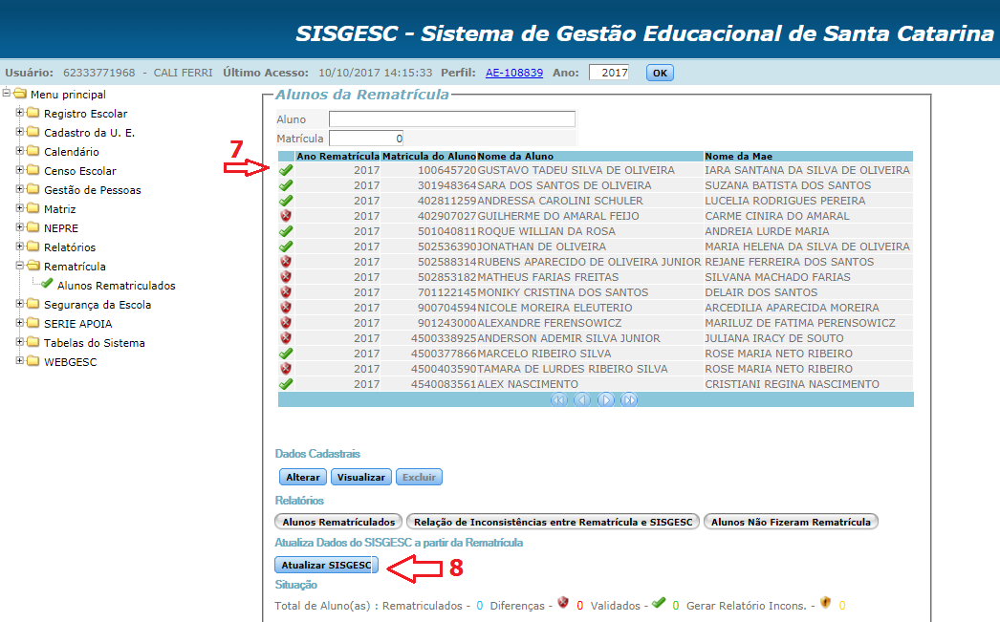 SISGESC - Sistema de Gestão Educacional de Santa Catarina
Usuário: 62333771968 - CALI FERRI Último Acesso: 10/10/2017 14:15:33 Perfil: AE-108839 Ano: 2017 OK
Menu principal
Registro Escolar
Cadastro da U. E.
Calendário
Censo Escolar
Gestão de Pessoas
Matriz
NEPRE
Relatórios
Rematrícula
Alunos Rematriculados
Segurança da Escola
SERIE APOIA
Tabelas do Sistema
WEBGESC
Alunos da Rematrícula
Aluno
Matrícula 0
7
Ano Rematrícula Matricula do Aluno Nome da Aluno Nome da Mae
2017 100645720 GUSTAVO TADEU SILVA DE OLIVEIRA IARA SANTANA DA SILVA DE OLIVEIRA
2017 301948364 SARA DOS SANTOS DE OLIVEIRA SUZANA BATISTA DOS SANTOS
2017 402811259 ANDRESSA CAROLINI SCHULER LUCELIA RODRIGUES PEREIRA
2017 402907027 GUILHERME DO AMARAL FEIJO CARME CINIRA DO AMARAL
2017 501040811 ROQUE WILLIAN DA ROSA ANDREIA LURDE MARIA
2017 502536390 JONATHAN DE OLIVEIRA MARIA HELENA DA SILVA DE OLIVEIRA
2017 502588314 RUBENS APARECIDO DE OLIVEIRA JUNIOR REJANE FERREIRA DOS SANTOS
2017 502853182 MATHEUS FARIAS FREITAS SILVANA MACHADO FARIAS
2017 701122145 MONIKY CRISTINA DOS SANTOS DELAIR DOS SANTOS
2017 900704594 NICOLE MOREIRA ELEUTERIO ARCEDILIA APARECIDA MOREIRA
2017 901243000 ALEXANDRE FERENSOWICZ MARILUZ DE FATIMA PERENSOWICZ
2017 4500338925 ANDERSON ADEMIR SILVA JUNIOR JULIANA IRACY DE SOUTO
2017 4500377866 MARCELO RIBEIRO SILVA ROSE MARIA NETO RIBEIRO
2017 4500403590 TAMARA DE LURDES RIBEIRO SILVA ROSE MARIA NETO RIBEIRO
2017 4540083561 ALEX NASCIMENTO CRISTIANI REGINA NASCIMENTO
Dados Cadastrais
Alterar Visualizar Excluir
Relatórios
Alunos Rematrículados Relação de Inconsistências entre Rematrícula e SISGESC Alunos Não Fizeram Rematrícula
Atualiza Dados do SISGESC a partir da Rematrícula
Atualizar SISGESC 8
Situação
Total de Aluno(as) : Rematriculados - 0 Diferenças - 0 Validados - 0 Gerar Relatório Incons. - 0